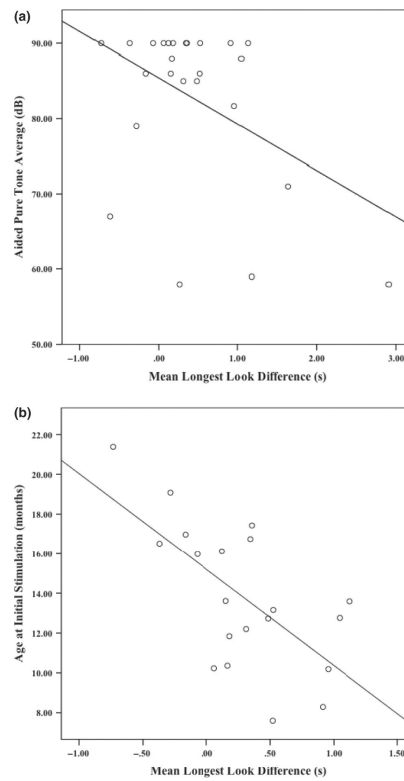 (a)
90.00
80.00
70.00
60.00
50.00
Aided Pure Tone Average (dB)
−1.00 .00 1.00 2.00 3.00
Mean Longest Look Difference (s)
(b)
22.00
20.00
18.00
16.00
14.00
12.00
10.00
8.00
Age at Initial Stimulation (months)
−1.00 −.50 .00 .50 1.00 1.50
Mean Longest Look Difference (s)